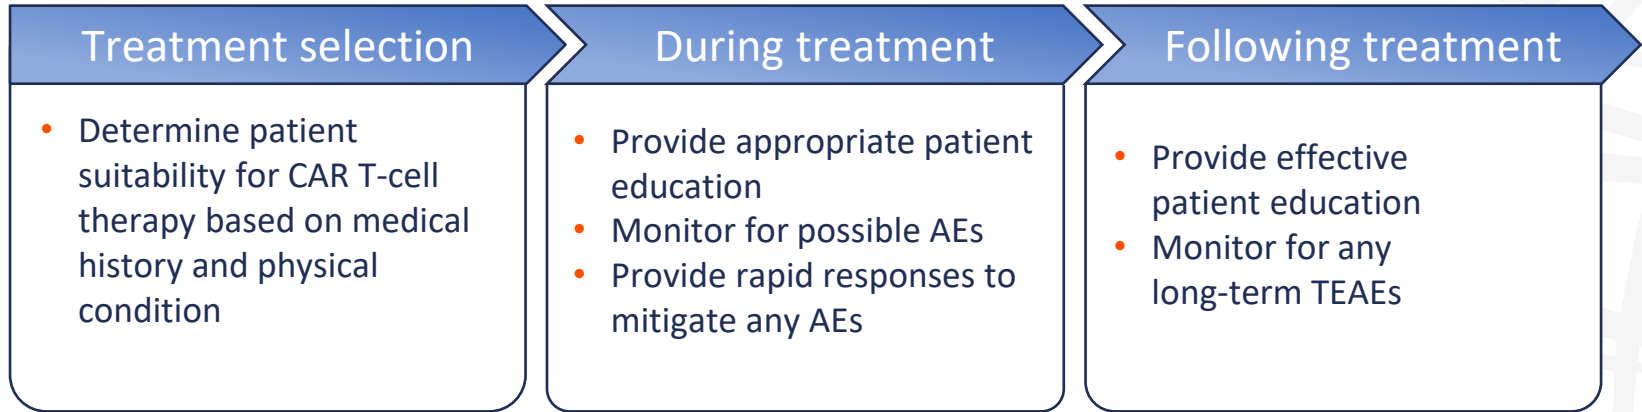 Treatment selection
• Determine patient
suitability for CAR T-cell
therapy based on medical
history and physical
condition
During treatment
• Provide appropriate patient
education
• Monitor for possible AEs
• Provide rapid responses to
mitigate any AEs
Following treatment
• Provide effective
patient education
• Monitor for any
long-term TEAEs